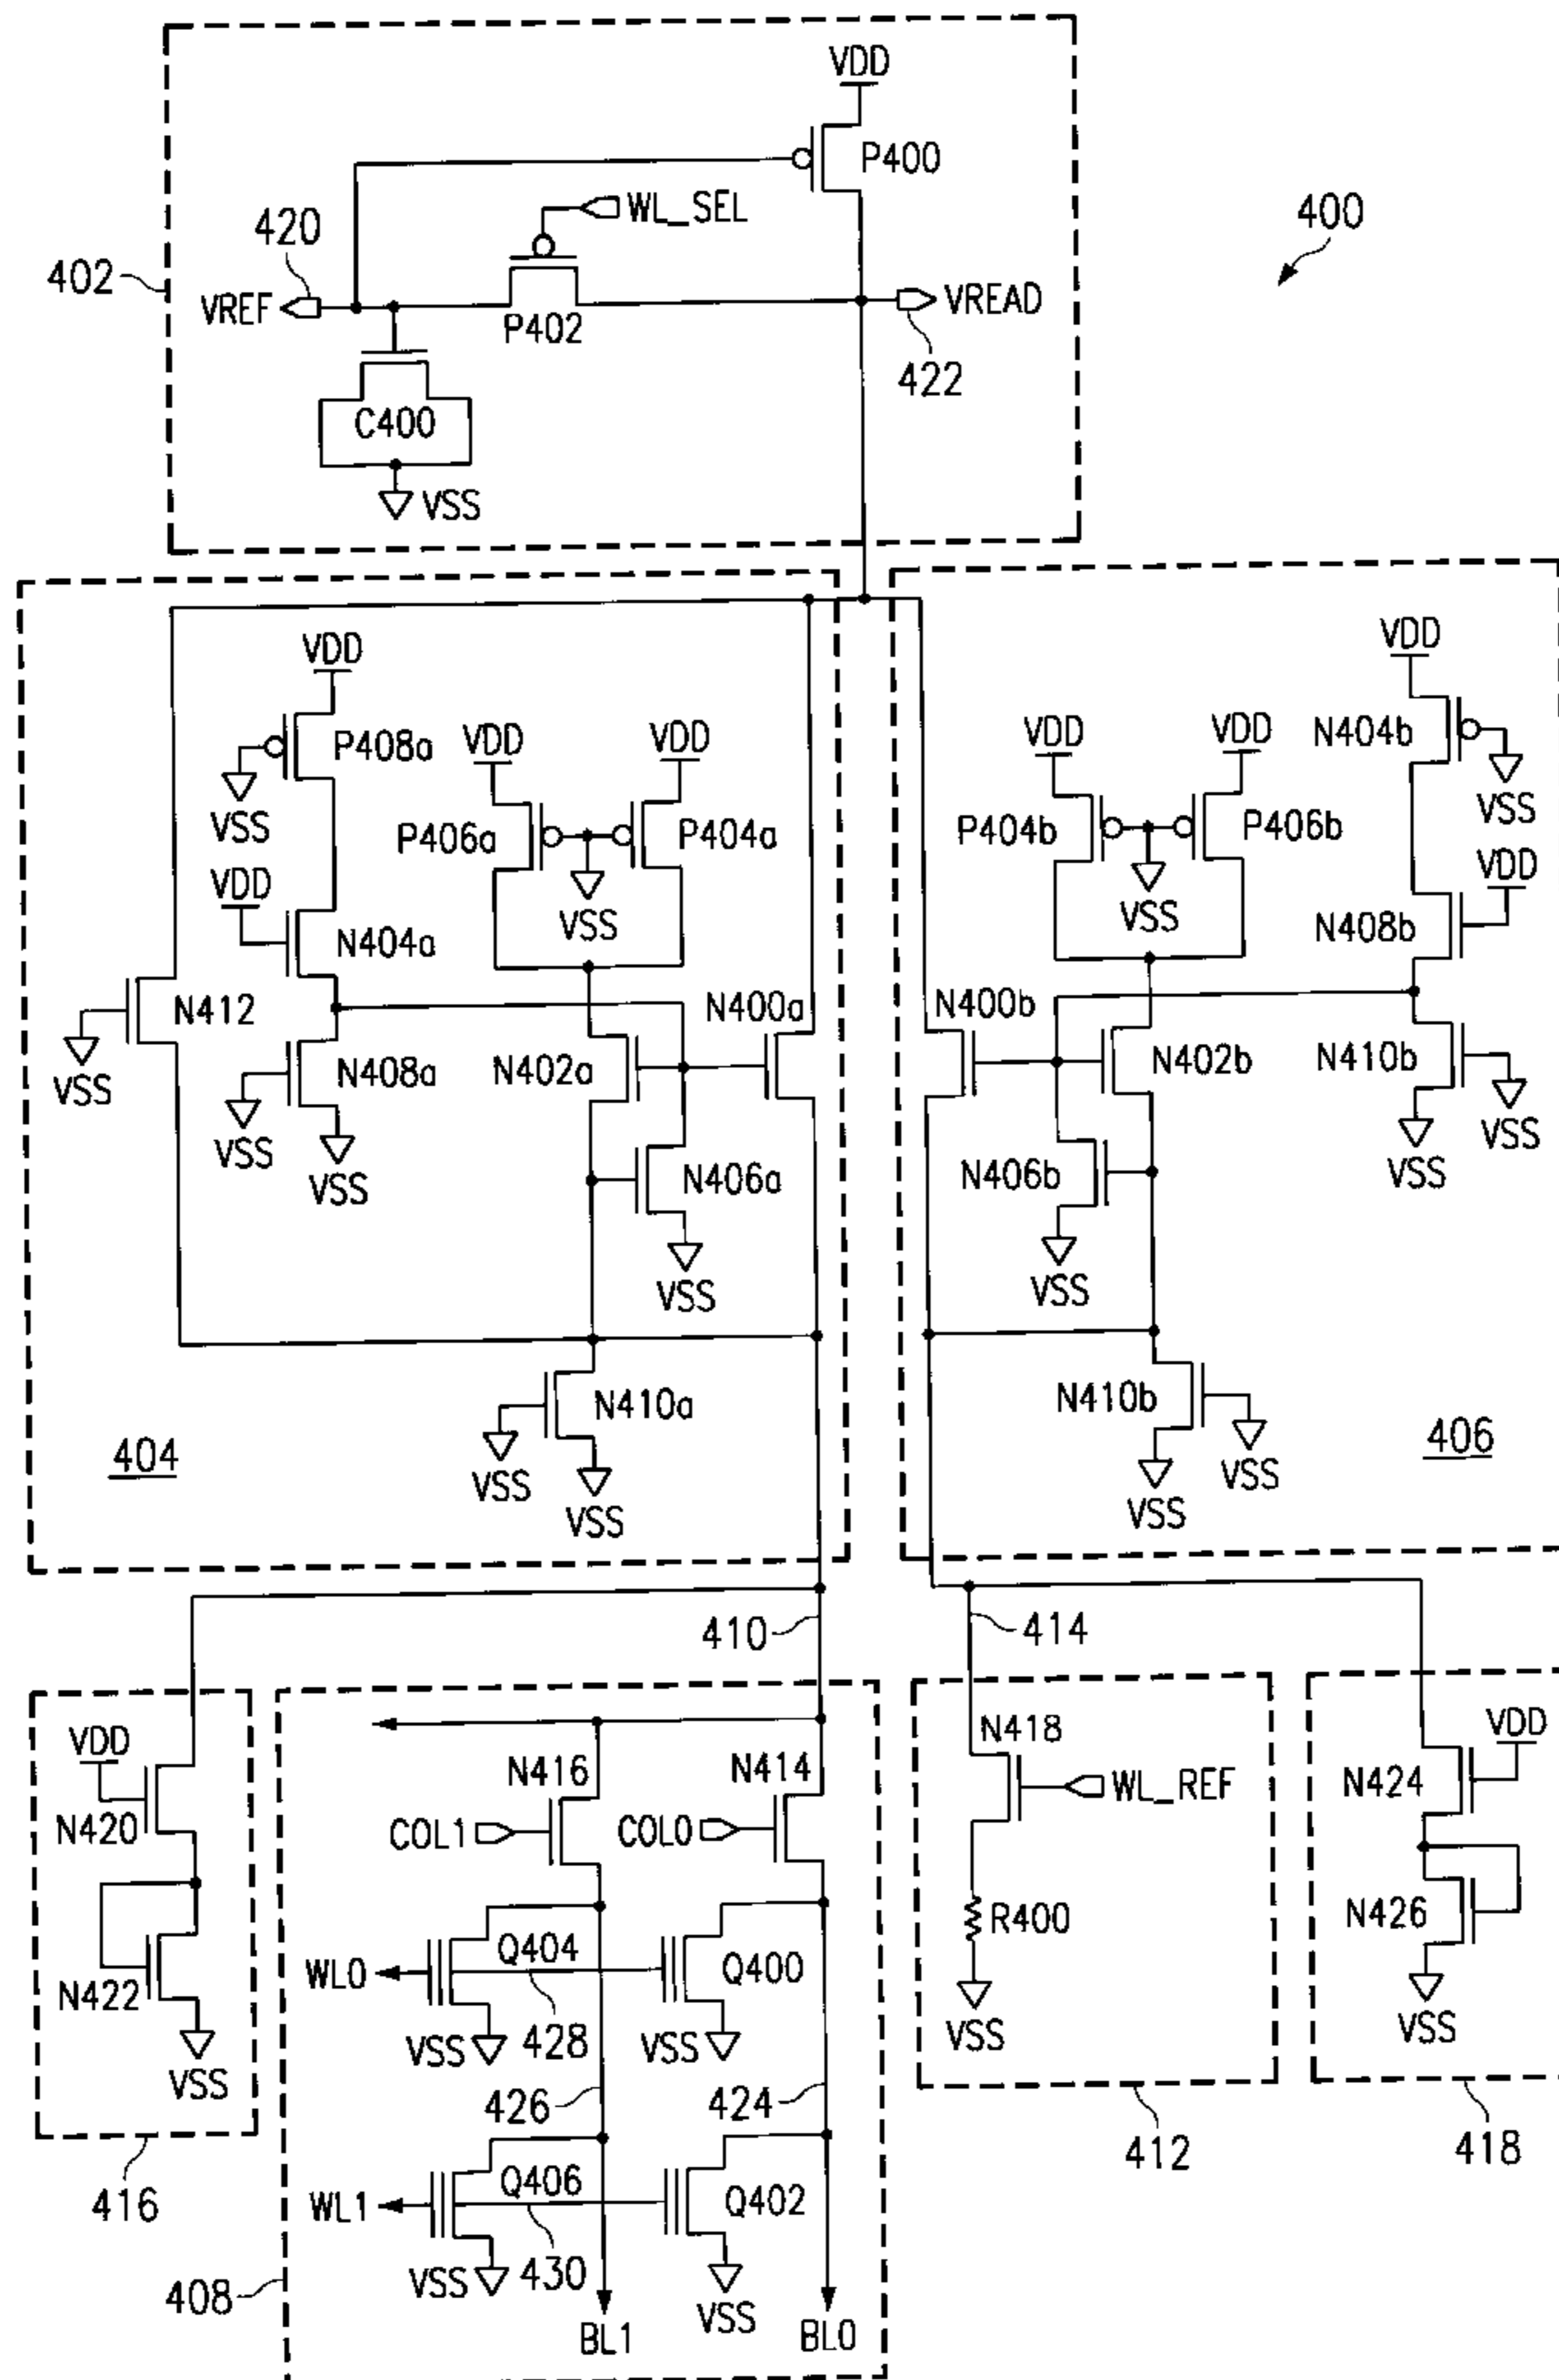 VDD
P400
WL_SEL
400
420
402
VREF
VREAD
P402
422
C400
VSS
VDD
VDD
P408a
N404b
VDD
VDD
VDD
VDD
VSS
VSS
P406a
P404a
P404b
P406b
VDD
VDD
VSS
VSS
N404a
N408b
N412
N400a
N400b
N408a
N402a
N402b
N410b
VSS
VSS
VSS
VSS
VSS
N406a
N406b
VSS
VSS
N410a
N410b
404
406
VSS
VSS
VSS
VSS
410
414
VDD
N418
VDD
N416
N414
WL_REF
N424
N420
COL1
COL0
R400
N426
Q404
Q400
WL0
N422
VSS
VSS
428
VSS
VSS
VSS
426
424
412
418
416
Q406
Q402
WL1
VSS
430
408
VSS
BL1
BL0